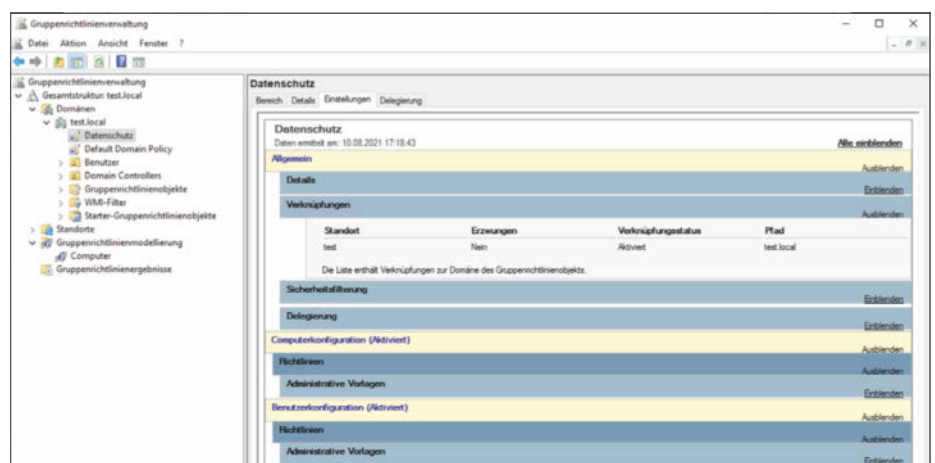 Gruppenrichtlinienverwaltung
Datei Aktion Ansicht Fenster ?
Gruppenrichtlinienverwaltung
Gesamtstruktur: test.local
Domänen
test.local
Datenschutz
Default Domain Policy
Benutzer
Domain Controllers
Gruppenrichtlinienobjekte
WMI-Filter
Starter-Gruppenrichtlinienobjekte
Standorte
Gruppenrichtlinienmodellierung
Computer
Gruppenrichtlinienergebnisse
Datenschutz
Bereich Details Einstellungen Delegierung
Datenschutz
Daten ermittelt am: 10.08.2021 17:18:43 Alle einblenden
Allgemein Ausblenden
Details Einblenden
Verknüpfungen Ausblenden
Standort Erzwungen Verknüpfungsstatus Pfad
test Nein Aktiviert test.local
Die Liste enthält Verknüpfungen zur Domäne des Gruppenrichtlinienobjekts.
Sicherheitsfilterung Einblenden
Delegierung Einblenden
Computerkonfiguration (Aktiviert) Ausblenden
Richtlinien Ausblenden
Administrative Vorlagen Einblenden
Benutzerkonfiguration (Aktiviert) Ausblenden
Richtlinien Ausblenden
Administrative Vorlagen Einblenden